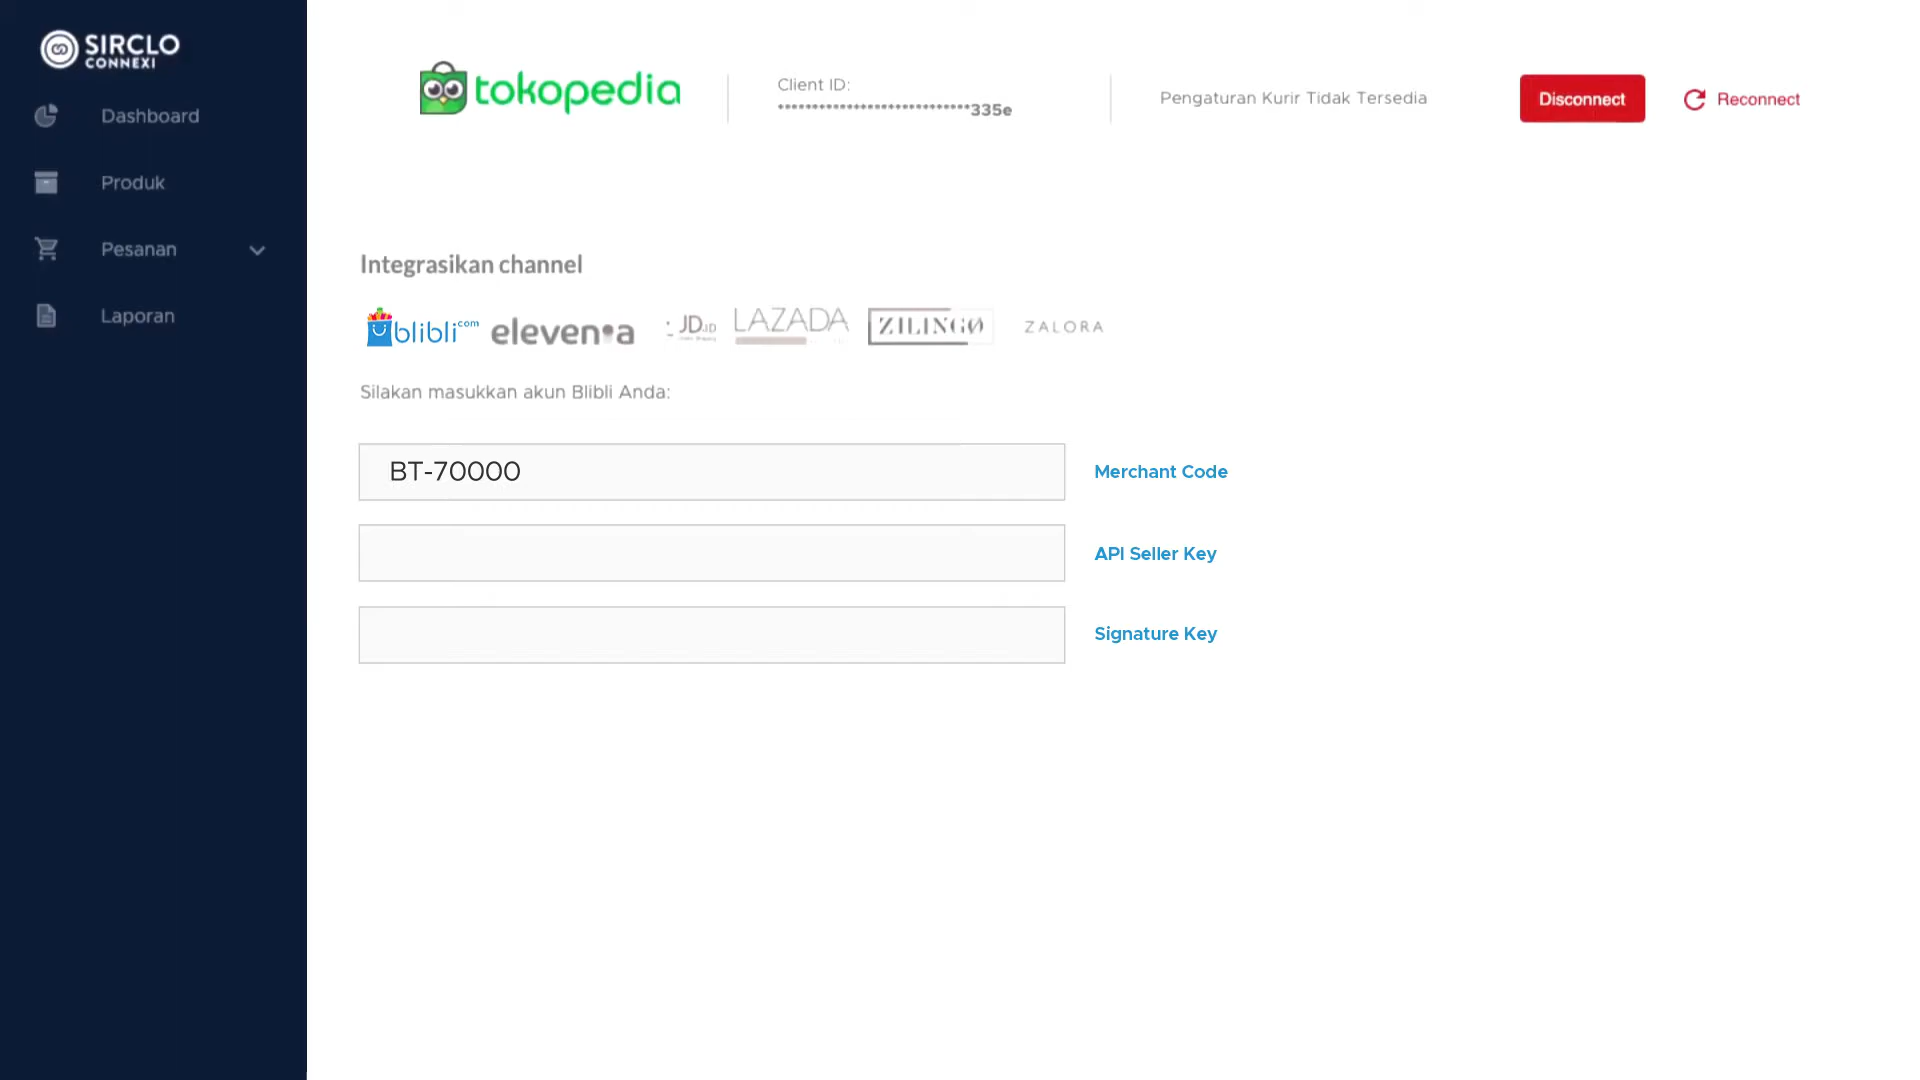 SIRCLO
CONNEXI
Dashboard
Produk
Pesanan
Laporan
tokopedia
Client ID:
****************************335e
Pengaturan Kurir Tidak Tersedia
Disconnect
Reconnect
Integrasikan channel
blibli.com
elevenia
JD.ID
LAZADA
ZILINGO
ZALORA
Silakan masukkan akun Blibli Anda:
BT-70000
Merchant Code
API Seller Key
Signature Key